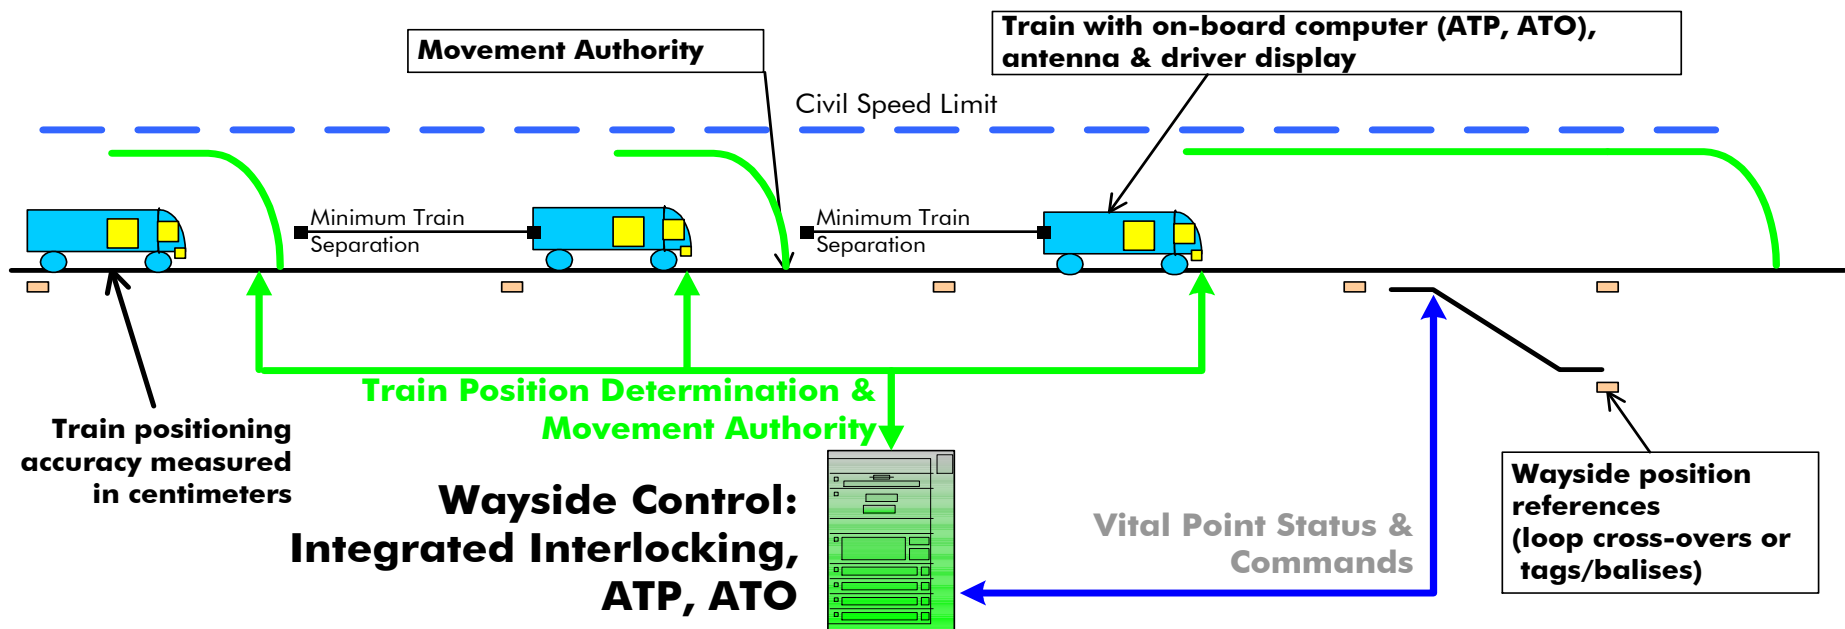 Movement Authority
Train with on-board computer (ATP, ATO),
antenna & driver display
Civil Speed Limit
Minimum Train
Separation
Minimum Train
Separation
Train Position Determination &
Movement Authority
Train positioning
accuracy measured
in centimeters
Wayside Control:
Integrated Interlocking,
ATP, ATO
Vital Point Status &
Commands
Wayside position
references
(loop cross-overs or
tags/balises)